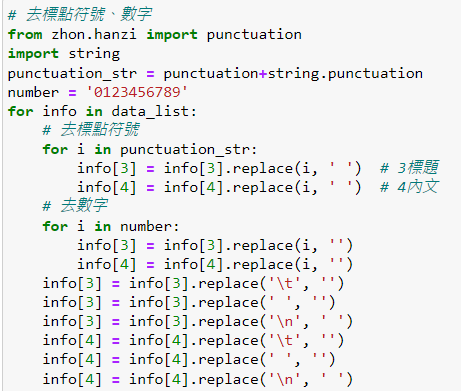 # 去標點符號、數字
from zhon.hanzi import punctuation
import string
punctuation_str = punctuation+string.punctuation
number = '0123456789'
for info in data_list:
    # 去標點符號
    for i in punctuation_str:
        info[3] = info[3].replace(i, ' ')  # 3標題
        info[4] = info[4].replace(i, ' ')  # 4內文
    # 去數字
    for i in number:
        info[3] = info[3].replace(i, '')
        info[4] = info[4].replace(i, '')
    info[3] = info[3].replace('\t', '')
    info[3] = info[3].replace(' ', '')
    info[3] = info[3].replace('\n', ' ')
    info[4] = info[4].replace('\t', '')
    info[4] = info[4].replace(' ', '')
    info[4] = info[4].replace('\n', ' ')